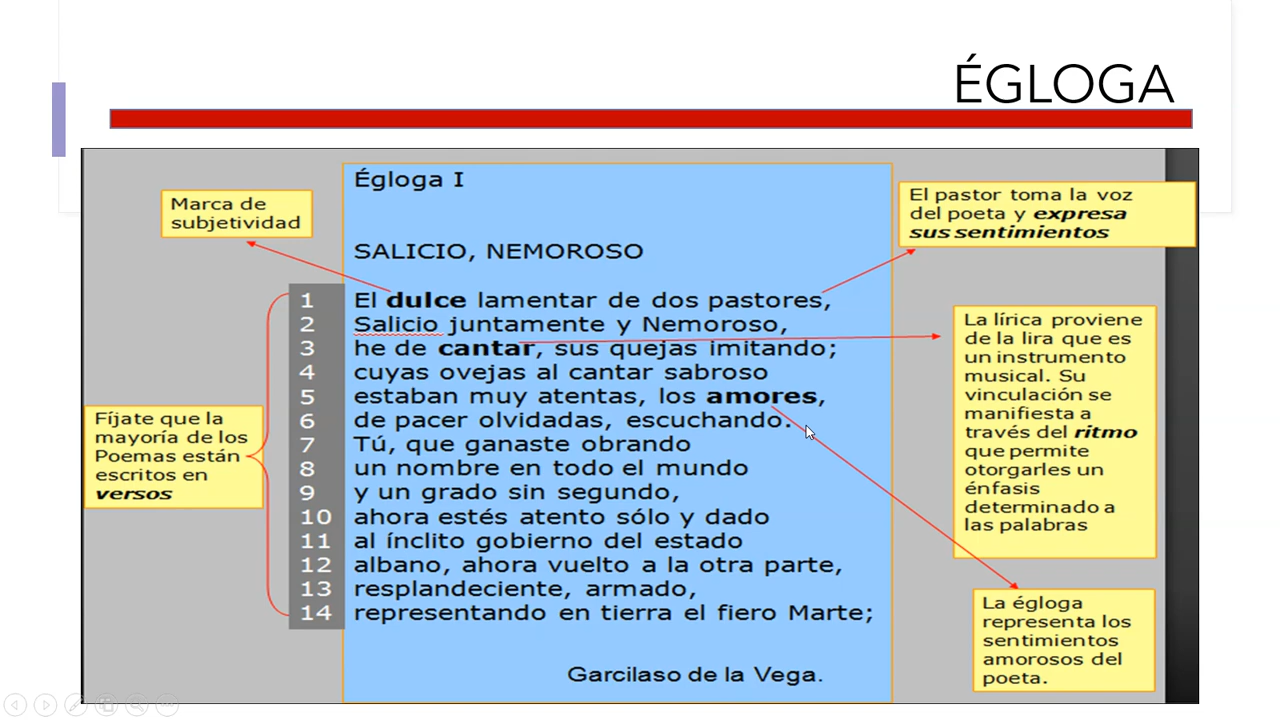 ÉGLOGA
Marca de
subjetividad
Égloga I
SALICIO, NEMOROSO
1 El dulce lamentar de dos pastores,
2 Salicio juntamente y Nemoroso,
3 he de cantar, sus quejas imitando;
4 cuyas ovejas al cantar sabroso
5 estaban muy atentas, los amores,
6 de pacer olvidadas, escuchando.
7 Tú, que ganaste obrando
8 un nombre en todo el mundo
9 y un grado sin segundo,
10 ahora estés atento sólo y dado
11 al ínclito gobierno del estado
12 albano, ahora vuelto a la otra parte,
13 resplandeciente, armado,
14 representando en tierra el fiero Marte;
Garcilaso de la Vega.
Fíjate que la
mayoría de los
Poemas están
escritos en
versos
El pastor toma la voz
del poeta y expresa
sus sentimientos
La lírica proviene
de la lira que es
un instrumento
musical. Su
vinculación se
manifiesta a
través del ritmo
que permite
otorgarles un
énfasis
determinado a
las palabras
La égloga
representa los
sentimientos
amorosos del
poeta.